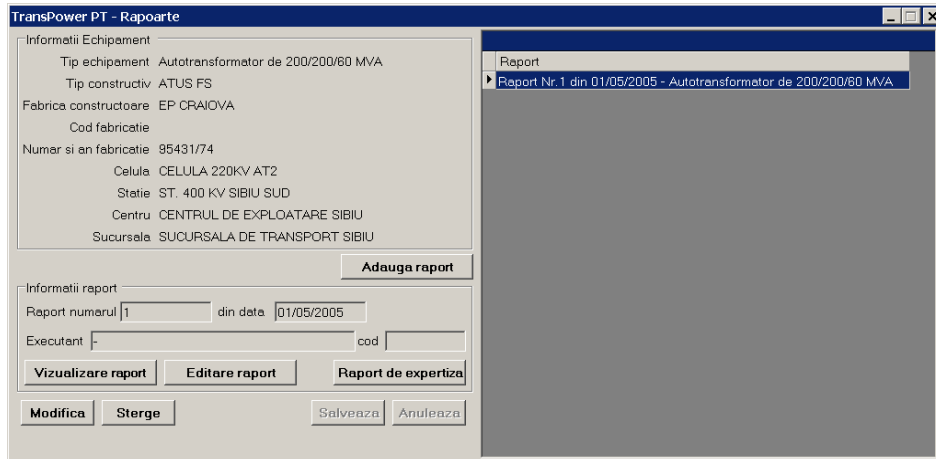 TransPower PT - Rapoarte
Informatii Echipament
Tip echipament Autotransformator de 200/200/60 MVA
Tip constructiv ATUS FS
Fabrica constructoare EP CRAIOVA
Cod fabricatie
Numar si an fabricatie 95431/74
Celula CELULA 220KV AT2
Statie ST. 400 KV SIBIU SUD
Centru CENTRUL DE EXPLOATARE SIBIU
Sucursala SUCURSALA DE TRANSPORT SIBIU
Adauga raport
Informatii raport
Raport numarul 1 din data 01/05/2005
Executant - cod
Vizualizare raport Editare raport Raport de expertiza
Modifica Sterge Salveaza Anuleaza
Raport
Raport Nr.1 din 01/05/2005 - Autotransformator de 200/200/60 MVA